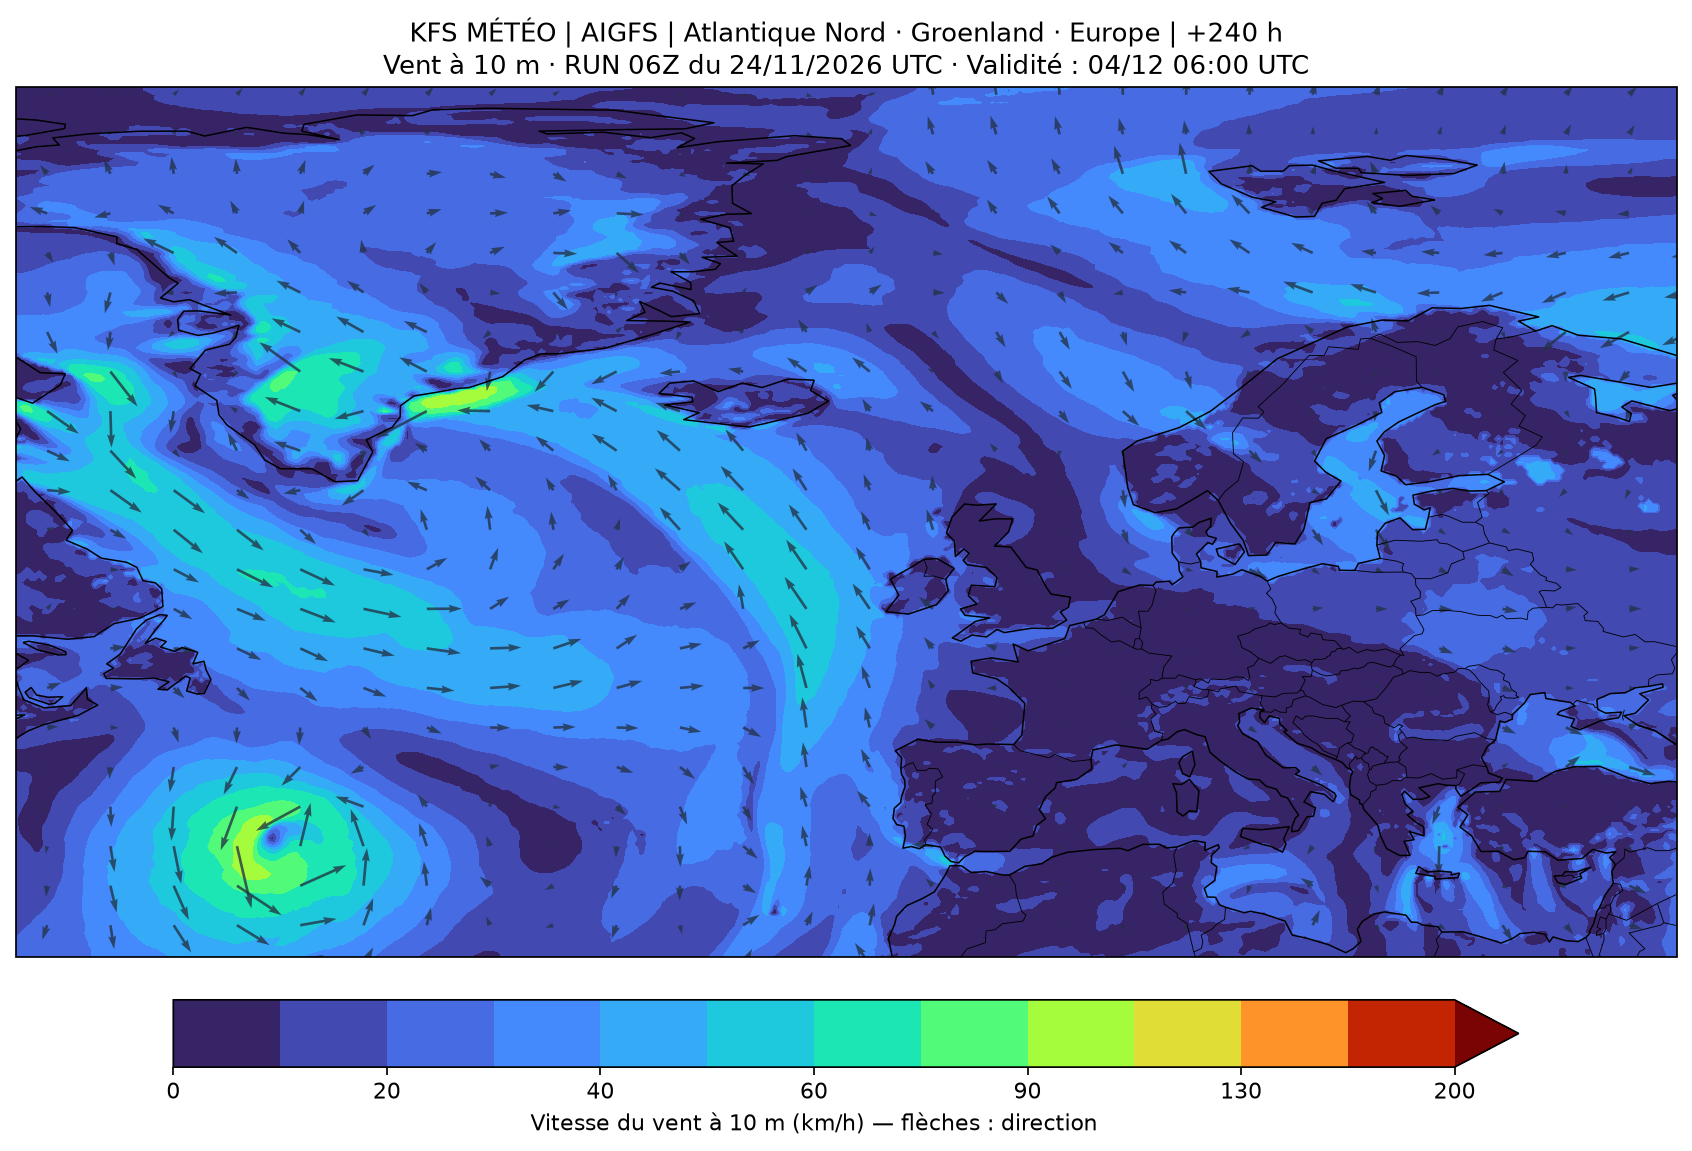 KFS MÉTÉO | AIGFS | Atlantique Nord · Groenland · Europe | +240 h
Vent à 10 m · RUN 06Z du 24/11/2026 UTC · Validité : 04/12 06:00 UTC
0 20 40 60 90 130 200
Vitesse du vent à 10 m (km/h) — flèches : direction